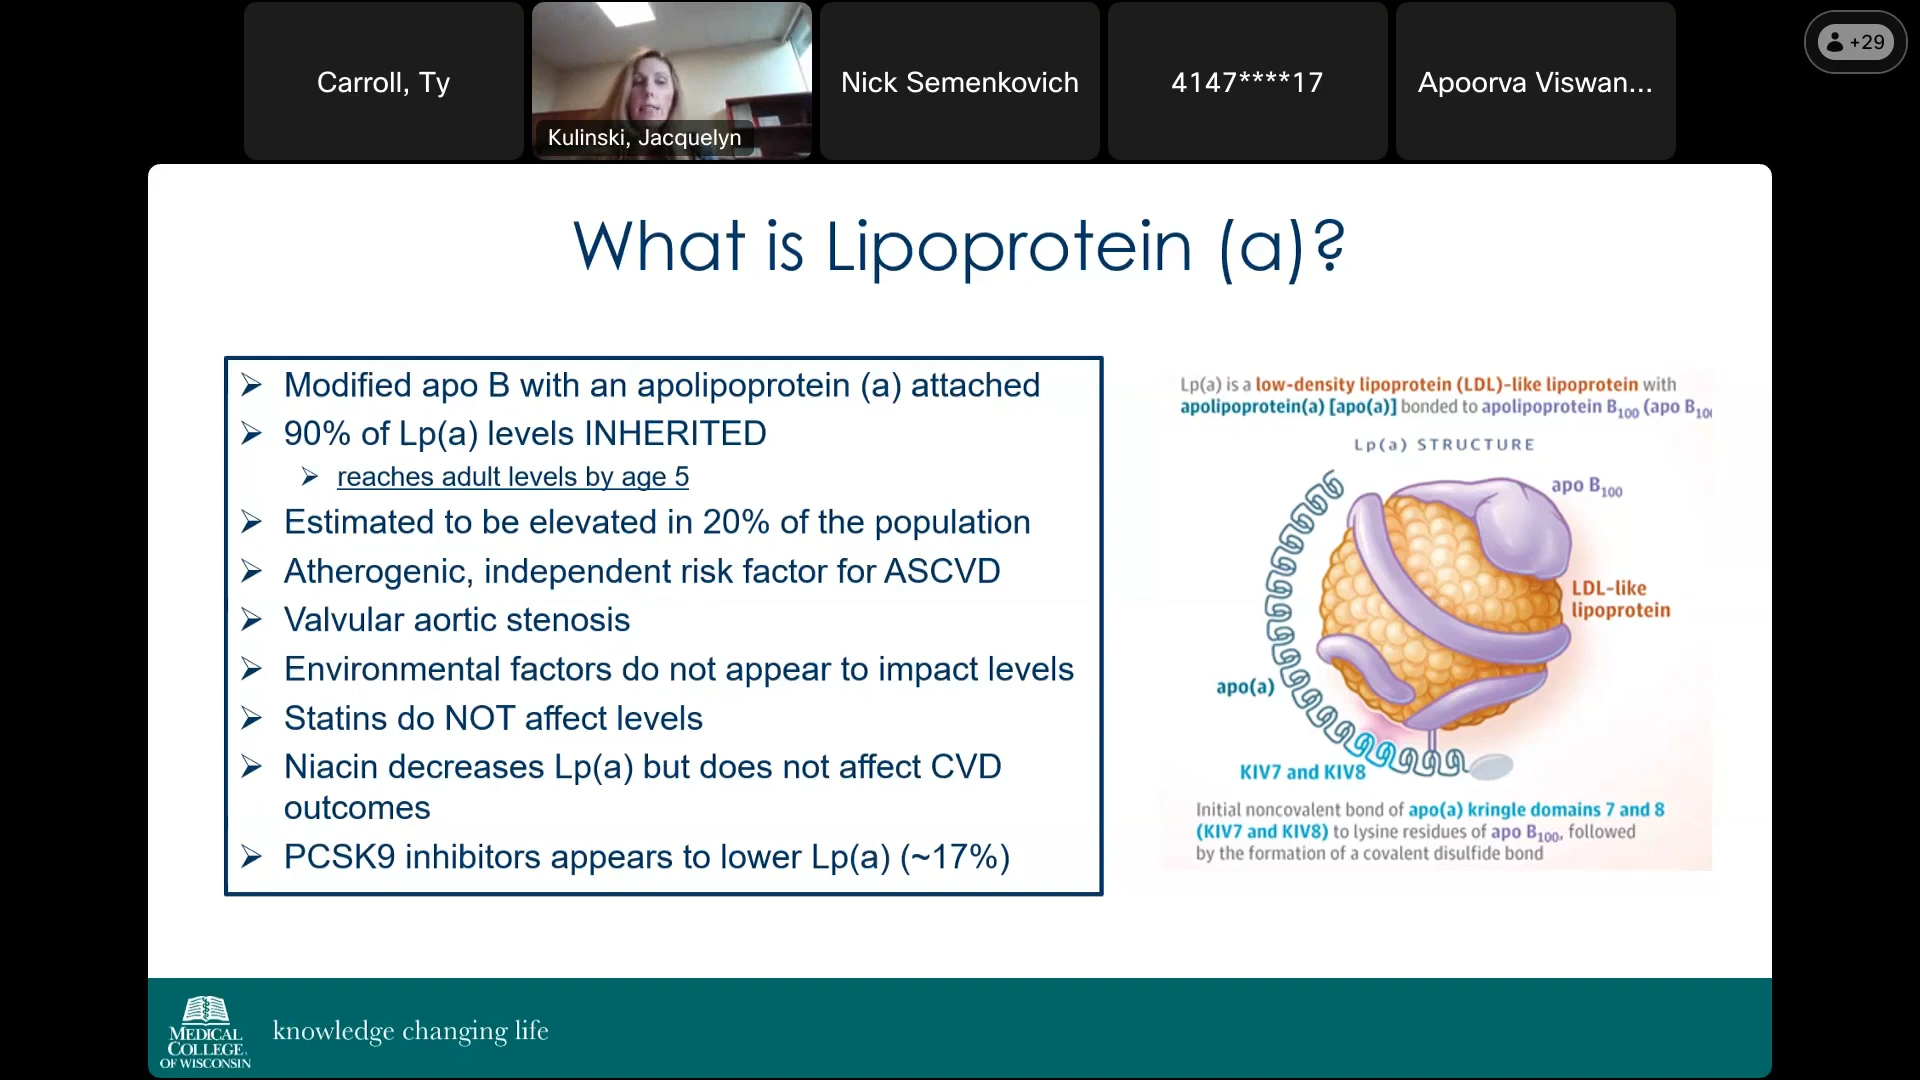 Carroll, Ty
Kulinski, Jacquelyn
Nick Semenkovich
4147****17
Apoorva Viswan...
+29
What is Lipoprotein (a)?
➢ Modified apo B with an apolipoprotein (a) attached
➢ 90% of Lp(a) levels INHERITED
➢ reaches adult levels by age 5
➢ Estimated to be elevated in 20% of the population
➢ Atherogenic, independent risk factor for ASCVD
➢ Valvular aortic stenosis
➢ Environmental factors do not appear to impact levels
➢ Statins do NOT affect levels
➢ Niacin decreases Lp(a) but does not affect CVD
outcomes
➢ PCSK9 inhibitors appears to lower Lp(a) (~17%)
Lp(a) is a low-density lipoprotein (LDL)-like lipoprotein with
apolipoprotein(a) [apo(a)] bonded to apolipoprotein B100 (apo B10
Lp(a) STRUCTURE
apo B100
LDL-like
lipoprotein
apo(a)
KIV7 and KIV8
Initial noncovalent bond of apo(a) kringle domains 7 and 8
(KIV7 and KIV8) to lysine residues of apo B100, followed
by the formation of a covalent disulfide bond
MEDICAL
COLLEGE
OF WISCONSIN
knowledge changing life